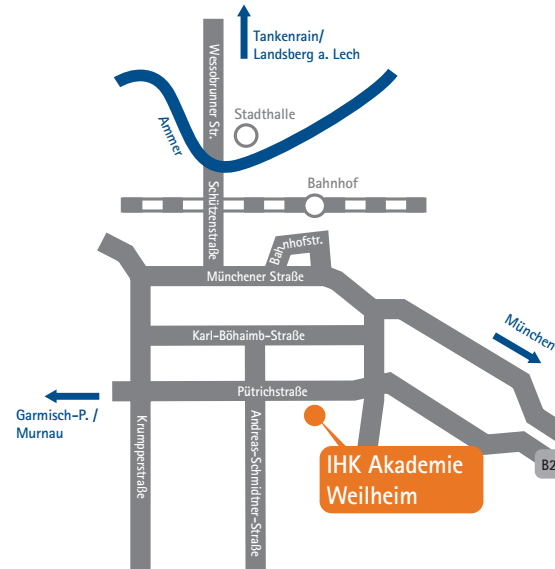 Tankenrain/
Landsberg a. Lech
Wessobrunner Str.
Stadthalle
Ammer
Bahnhof
Schützenstraße
Bahnhofstr.
Münchener Straße
München
Karl-Böhaimb-Straße
Pütrichstraße
Garmisch-P. /
Murnau
Krumpperstraße
Andreas-Schmidtner-Straße
IHK Akademie
Weilheim
B2